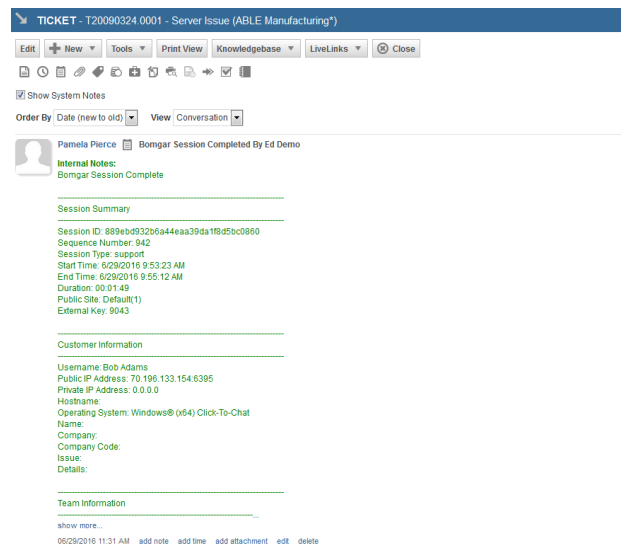 TICKET - T20090324.0001 - Server Issue (ABLE Manufacturing*)
Edit New Tools Print View Knowledgebase LiveLinks Close
Show System Notes
Order By Date (new to old) View Conversation
Pamela Pierce Bomgar Session Completed By Ed Demo
Internal Notes:
Bomgar Session Complete
--------------------------------------------------------------------------------
Session Summary
--------------------------------------------------------------------------------
Session ID: 889ebd932b6a44eaa39da1f8d5bc0860
Sequence Number: 942
Session Type: support
Start Time: 6/29/2016 9:53:23 AM
End Time: 6/29/2016 9:55:12 AM
Duration: 00:01:49
Public Site: Default(1)
External Key: 9043
--------------------------------------------------------------------------------
Customer Information
--------------------------------------------------------------------------------
Username: Bob Adams
Public IP Address: 70.196.133.154:6395
Private IP Address: 0.0.0.0
Hostname:
Operating System: Windows® (x64) Click-To-Chat
Name:
Company:
Company Code:
Issue:
Details:
--------------------------------------------------------------------------------
Team Information
---------------------------------------------------------------------...
show more...
06/29/2016 11:31 AM add note add time add attachment edit delete